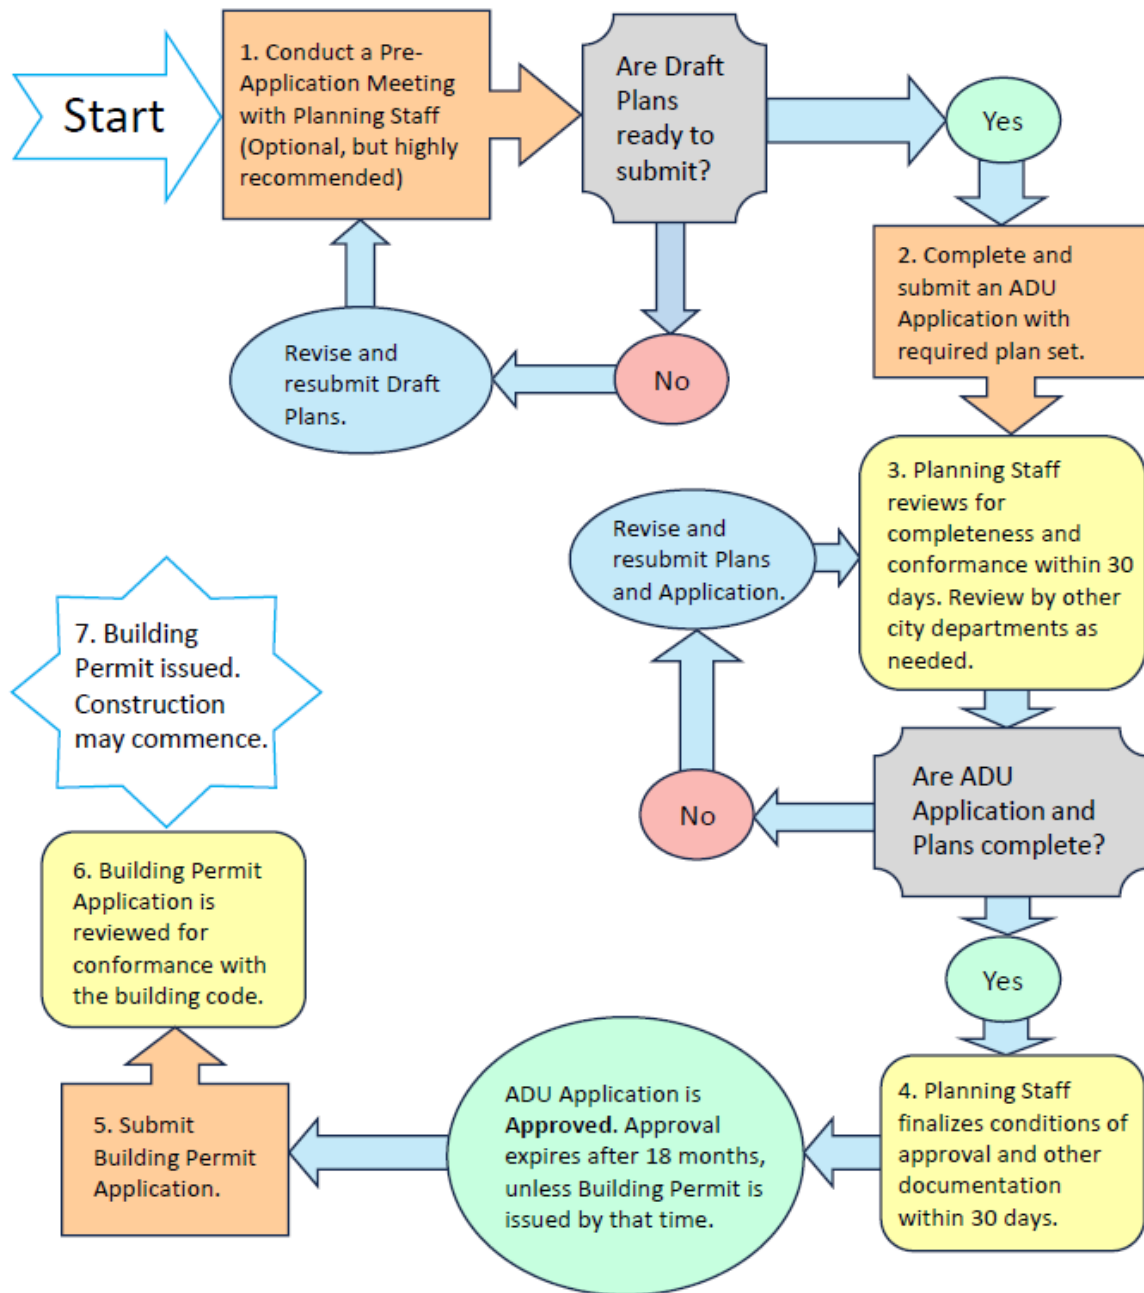 Start
1. Conduct a Pre-
Application Meeting
with Planning Staff
(Optional, but highly
recommended)
Are Draft
Plans
ready to
submit?
Yes
No
Revise and
resubmit Draft
Plans.
2. Complete and
submit an ADU
Application with
required plan set.
3. Planning Staff
reviews for
completeness and
conformance within 30
days. Review by other
city departments as
needed.
Revise and
resubmit Plans
and Application.
No
Are ADU
Application and
Plans complete?
Yes
4. Planning Staff
finalizes conditions of
approval and other
documentation
within 30 days.
ADU Application is
Approved. Approval
expires after 18 months,
unless Building Permit is
issued by that time.
5. Submit
Building Permit
Application.
6. Building Permit
Application is
reviewed for
conformance with
the building code.
7. Building
Permit issued.
Construction
may commence.